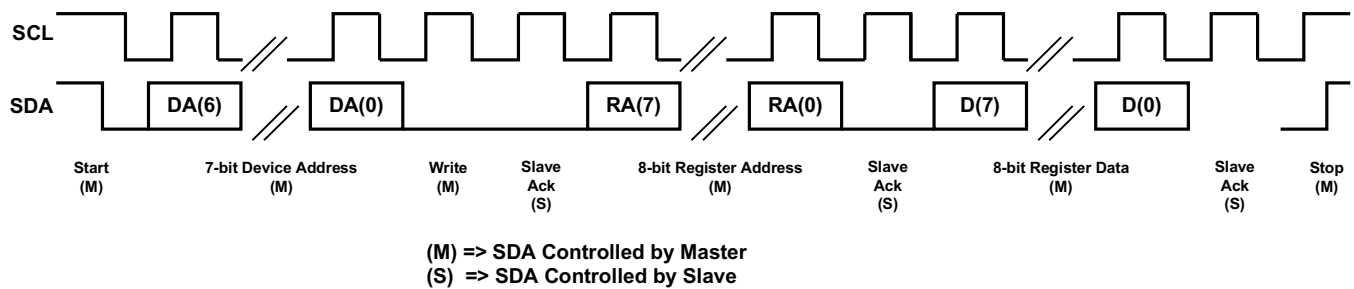 SCL
SDA
DA(6)
DA(0)
RA(7)
RA(0)
D(7)
D(0)
Start
(M)
7-bit Device Address
(M)
Write
(M)
Slave
Ack
(S)
8-bit Register Address
(M)
Slave
Ack
(S)
8-bit Register Data
(M)
Slave
Ack
(S)
Stop
(M)
(M) => SDA Controlled by Master
(S) => SDA Controlled by Slave